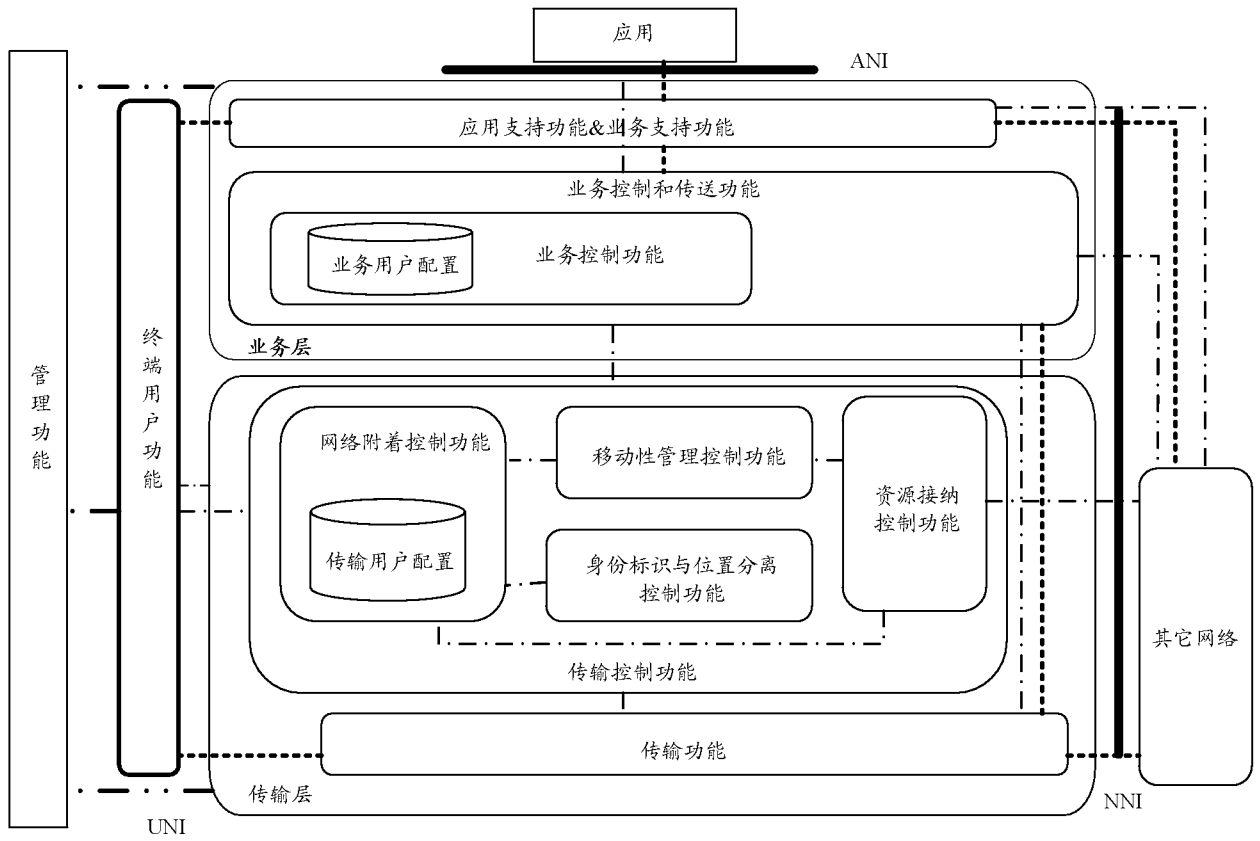 应用
ANI
应用支持功能&业务支持功能
业务控制和传送功能
业务用户配置
业务控制功能
业务层
管理功能
终端用户功能
网络附着控制功能
移动性管理控制功能
资源接纳
控制功能
传输用户配置
身份标识与位置分离
控制功能
传输控制功能
其它网络
传输功能
传输层
NNI
UNI